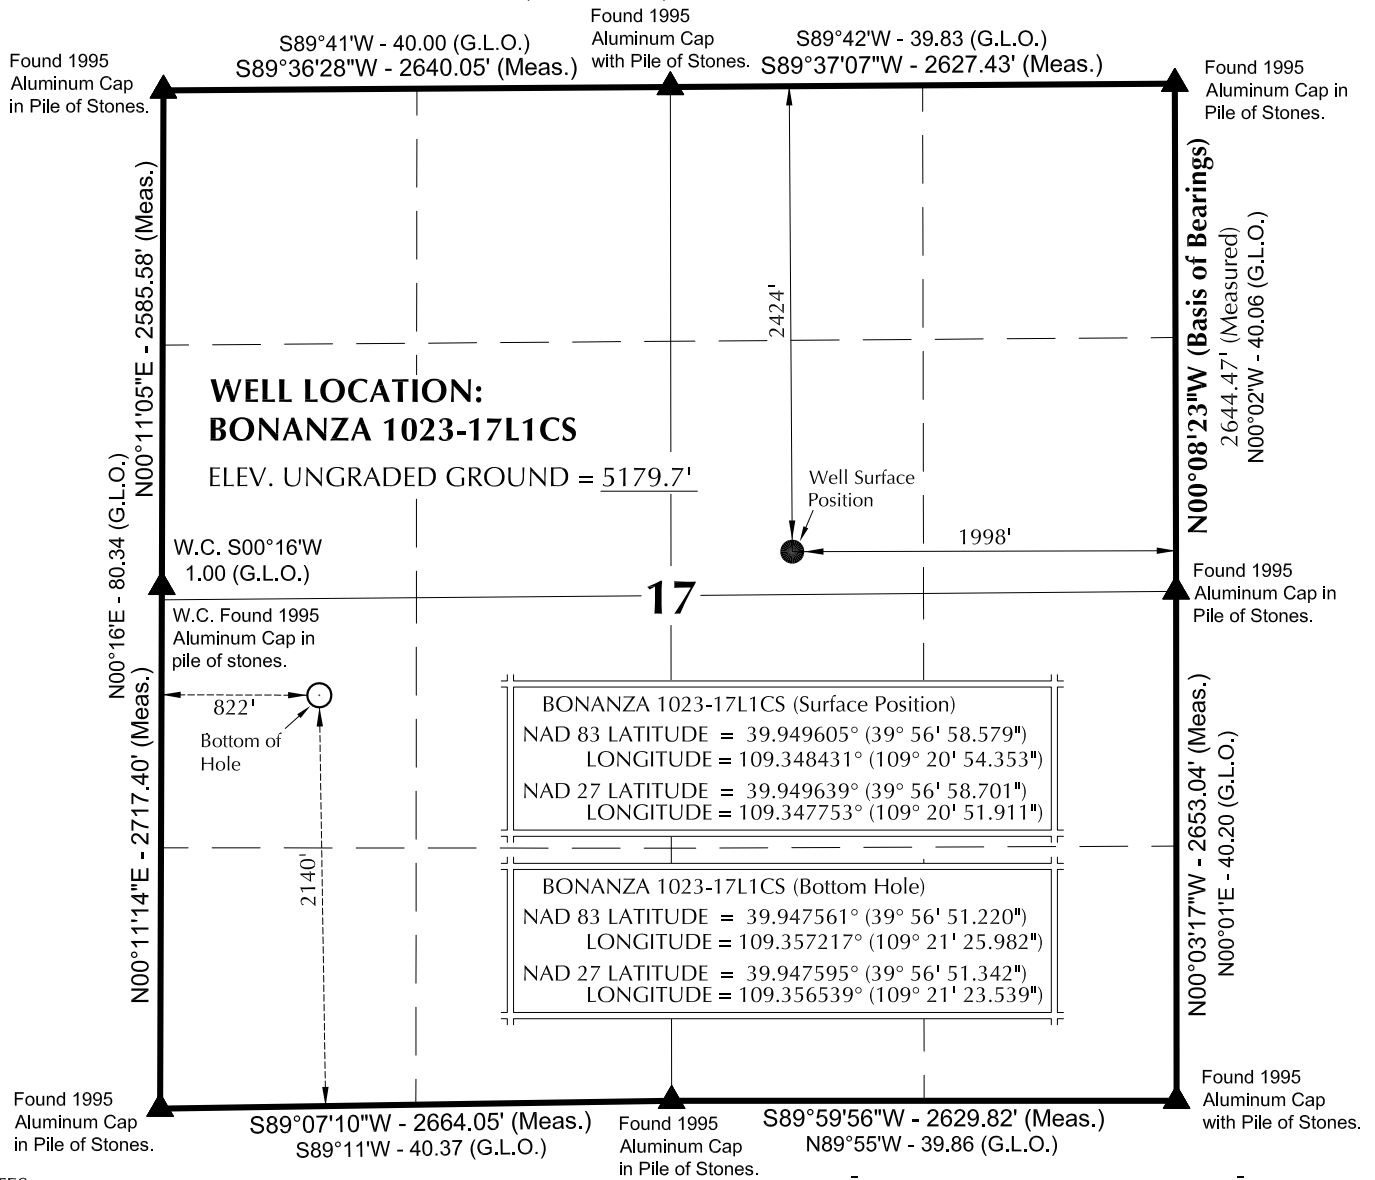 Found 1995
Aluminum Cap
in Pile of Stones.
S89°41'W - 40.00 (G.L.O.)
S89°36'28"W - 2640.05' (Meas.)
Found 1995
Aluminum Cap
with Pile of Stones.
S89°42'W - 39.83 (G.L.O.)
S89°37'07"W - 2627.43' (Meas.)
Found 1995
Aluminum Cap in
Pile of Stones.
N00°11'05"E - 2585.58' (Meas.)
N00°16'E - 80.34 (G.L.O.)
2424'
N00°08'23"W (Basis of Bearings)
2644.47' (Measured)
N00°02'W - 40.06 (G.L.O.)
WELL LOCATION:
BONANZA 1023-17L1CS
ELEV. UNGRADED GROUND = 5179.7'
Well Surface
Position
1998'
W.C. S00°16'W
1.00 (G.L.O.)
17
Found 1995
Aluminum Cap in
Pile of Stones.
W.C. Found 1995
Aluminum Cap in
pile of stones.
822'
Bottom of
Hole
2140'
N00°11'14"E - 2717.40' (Meas.)
BONANZA 1023-17L1CS (Surface Position)
NAD 83 LATITUDE = 39.949605° (39° 56' 58.579")
LONGITUDE = 109.348431° (109° 20' 54.353")
NAD 27 LATITUDE = 39.949639° (39° 56' 58.701")
LONGITUDE = 109.347753° (109° 20' 51.911")
BONANZA 1023-17L1CS (Bottom Hole)
NAD 83 LATITUDE = 39.947561° (39° 56' 51.220")
LONGITUDE = 109.357217° (109° 21' 25.982")
NAD 27 LATITUDE = 39.947595° (39° 56' 51.342")
LONGITUDE = 109.356539° (109° 21' 23.539")
N00°03'17"W - 2653.04' (Meas.)
N00°01'E - 40.20 (G.L.O.)
Found 1995
Aluminum Cap
in Pile of Stones.
S89°07'10"W - 2664.05' (Meas.)
S89°11'W - 40.37 (G.L.O.)
Found 1995
Aluminum Cap
in Pile of Stones.
S89°59'56"W - 2629.82' (Meas.)
N89°55'W - 39.86 (G.L.O.)
Found 1995
Aluminum Cap
with Pile of Stones.